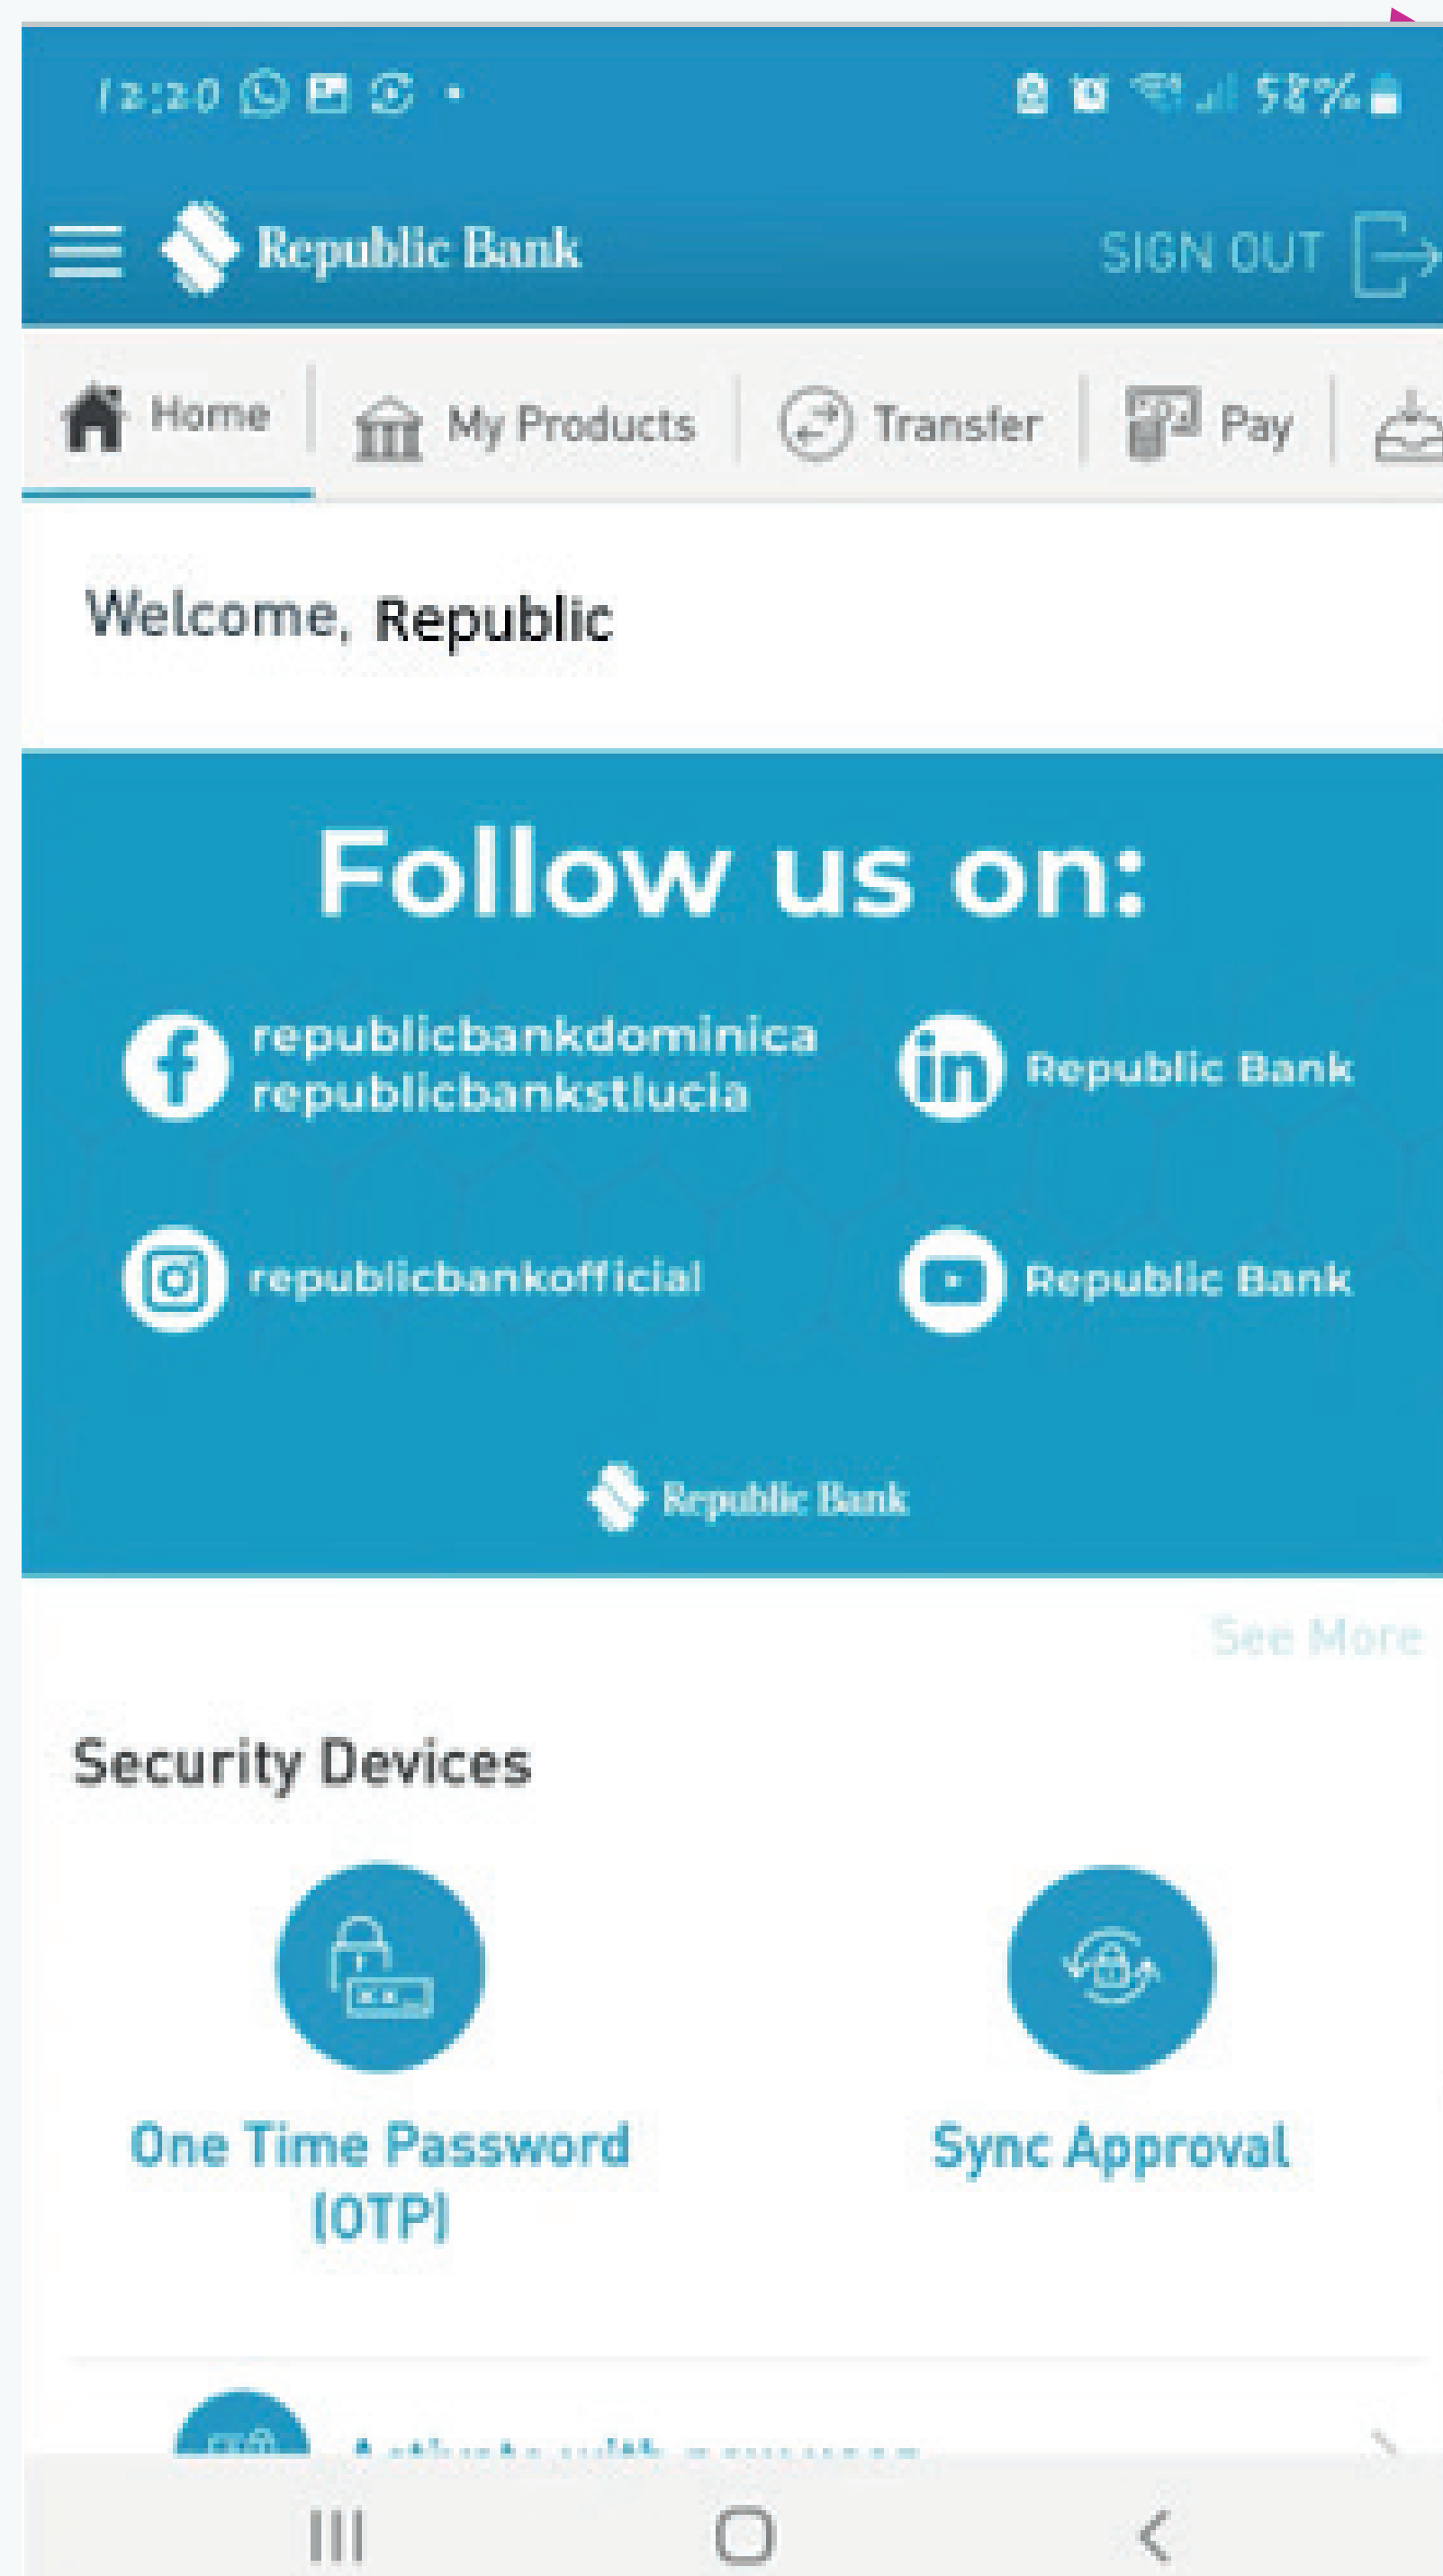 12:20 58%
Republic Bank SIGN OUT
Home My Products Transfer Pay
Welcome, Republic
Follow us on:
republicbankdominica
republicbankstlucia
Republic Bank
republicbankofficial
Republic Bank
Republic Bank
See More
Security Devices
One Time Password
(OTP)
Sync Approval